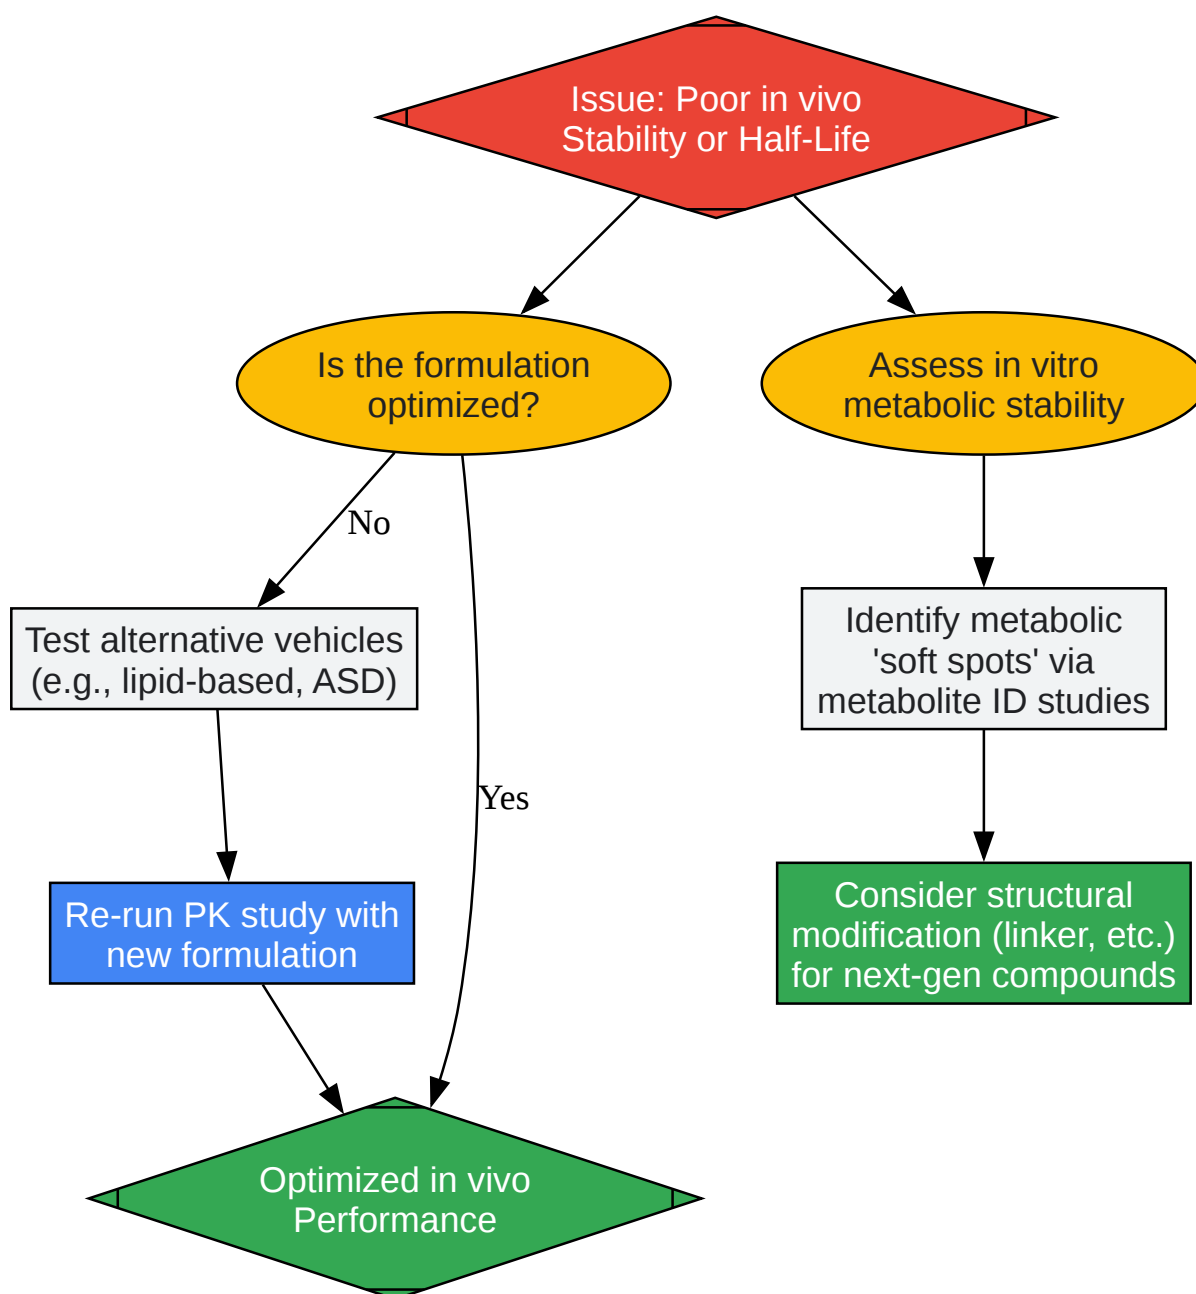 Issue: Poor in vivo
Stability or Half-Life
Is the formulation
optimized?
Assess in vitro
metabolic stability
No
Test alternative vehicles
(e.g., lipid-based, ASD)
Identify metabolic
'soft spots' via
metabolite ID studies
Yes
Re-run PK study with
new formulation
Consider structural
modification (linker, etc.)
for next-gen compounds
Optimized in vivo
Performance